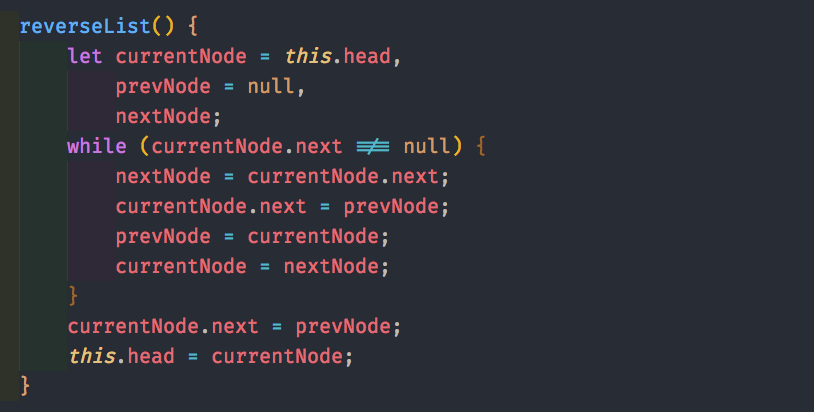 reverseList() {
let currentNode = this.head,
prevNode = null,
nextNode;
while (currentNode.next !== null) {
nextNode = currentNode.next;
currentNode.next = prevNode;
prevNode = currentNode;
currentNode = nextNode;
}
currentNode.next = prevNode;
this.head = currentNode;
}